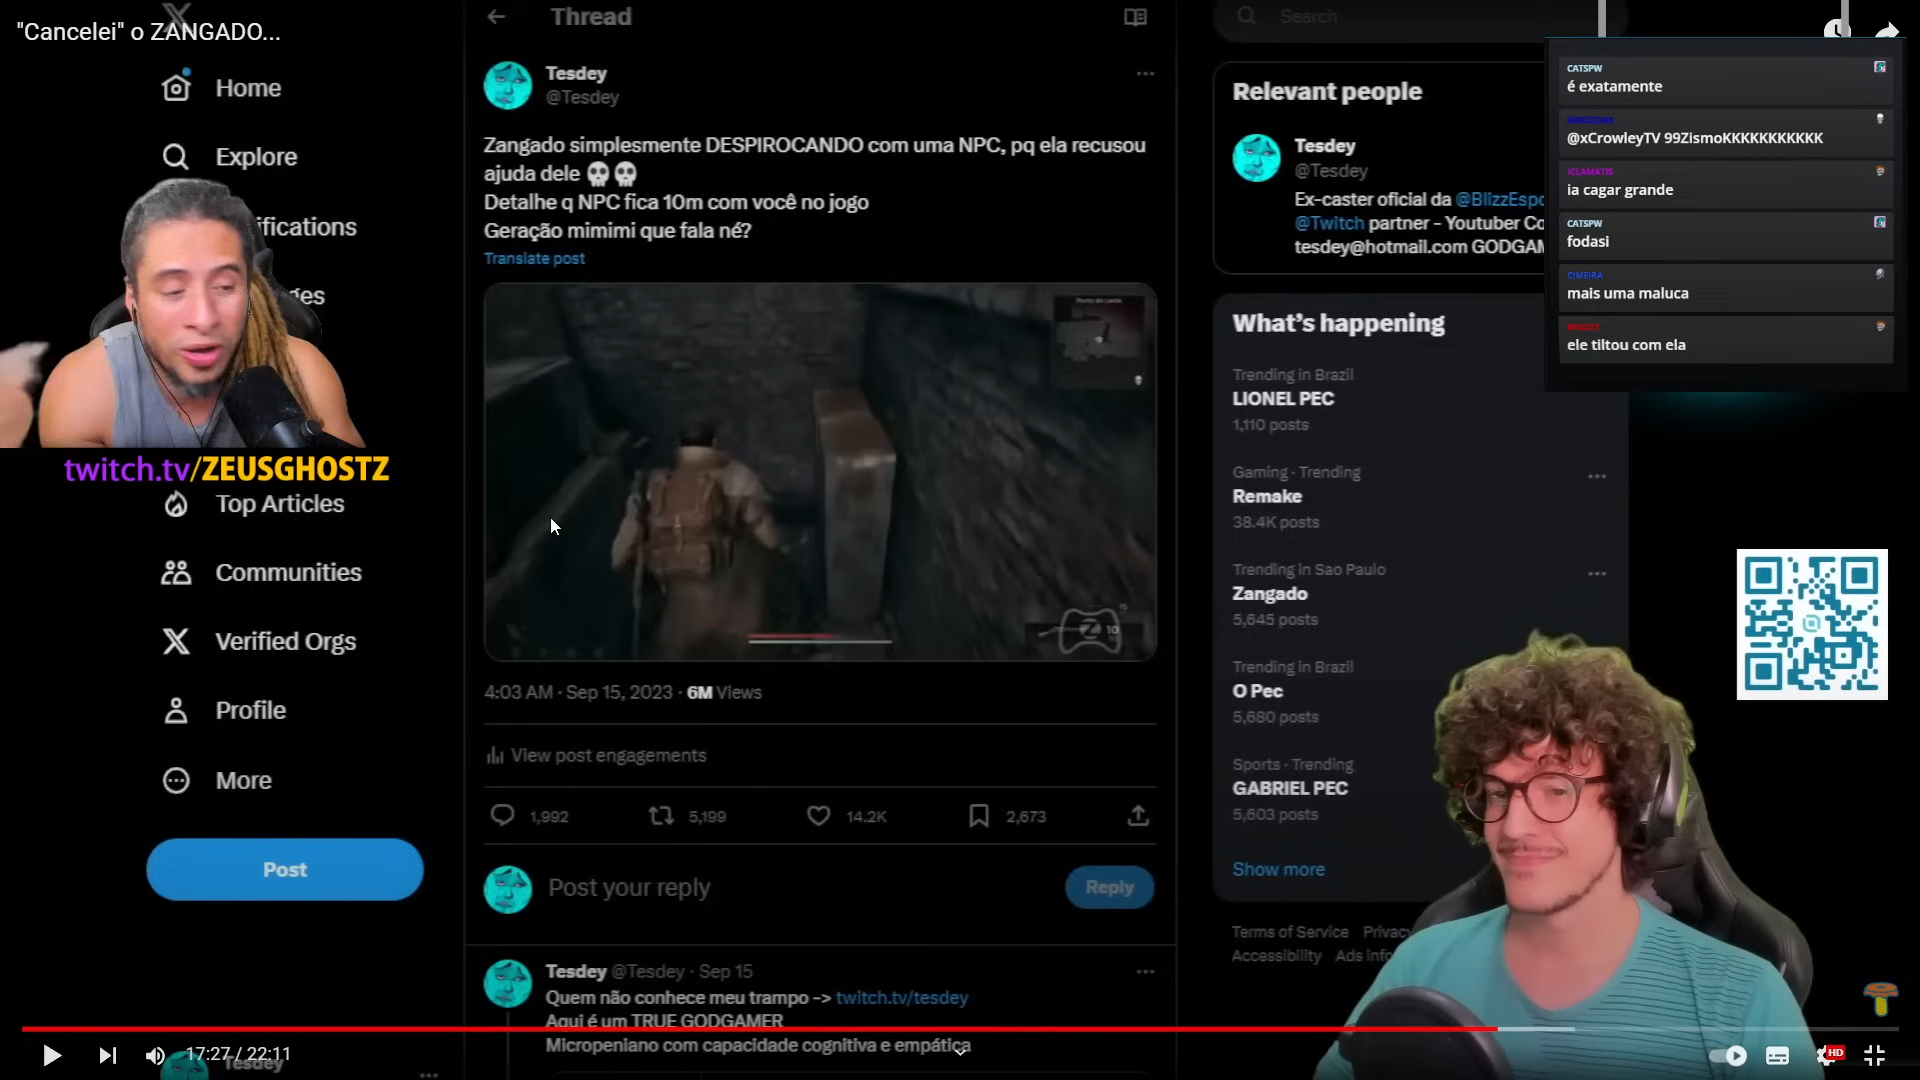 "Cancelei" o ZANGADO...
Home
Explore
ifications
ges
twitch.tv/ZEUSGHOSTZ
Top Articles
Communities
Verified Orgs
Profile
More
Post
Thread
Tesdey
@Tesdey
Zangado simplesmente DESPIROCANDO com uma NPC, pq ela recusou
ajuda dele 💀💀
Detalhe q NPC fica 10m com você no jogo
Geração mimimi que fala né?
Translate post
10
4:03 AM · Sep 15, 2023 · 6M Views
View post engagements
1,992
5,199
14.2K
2,673
Post your reply
Reply
Tesdey @Tesdey · Sep 15
Quem não conhece meu trampo -> twitch.tv/tesdey
Aqui é um TRUE GODGAMER
Micropeniano com capacidade cognitiva e empática
Tesdey
Search
Relevant people
Tesdey
@Tesdey
Ex-caster oficial da @BlizzEspo
@Twitch partner - Youtuber Co
tesdey@hotmail.com GODGAM
What's happening
Trending in Brazil
LIONEL PEC
1,110 posts
Gaming · Trending
Remake
38.4K posts
Trending in Sao Paulo
Zangado
5,645 posts
Trending in Brazil
O Pec
5,680 posts
Sports · Trending
GABRIEL PEC
5,603 posts
Show more
Terms of Service Privacy
Accessibility Ads info
CATSPW
é exatamente
@xCrowleyTV 99ZismoKKKKKKKKKKK
ICLAMATIS
ia cagar grande
CATSPW
fodasi
CIMEIRA
mais uma maluca
ele tiltou com ela
17:27 / 22:11
HD